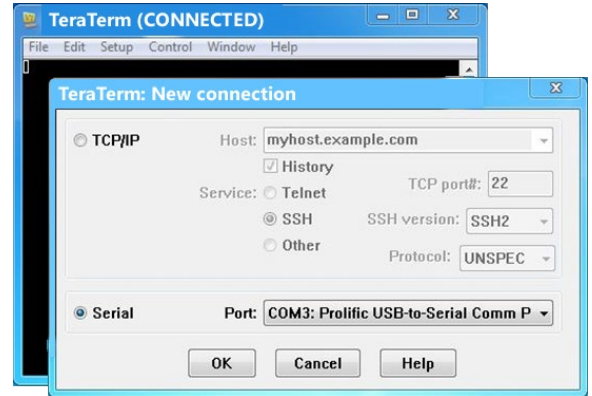 TeraTerm (CONNECTED)
File Edit Setup Control Window Help
TeraTerm: New connection
TCP/IP
Host: myhost.example.com
History
Service: Telnet
TCP port#: 22
SSH
SSH version: SSH2
Other
Protocol: UNSPEC
Serial
Port: COM3: Prolific USB-to-Serial Comm P
OK Cancel Help